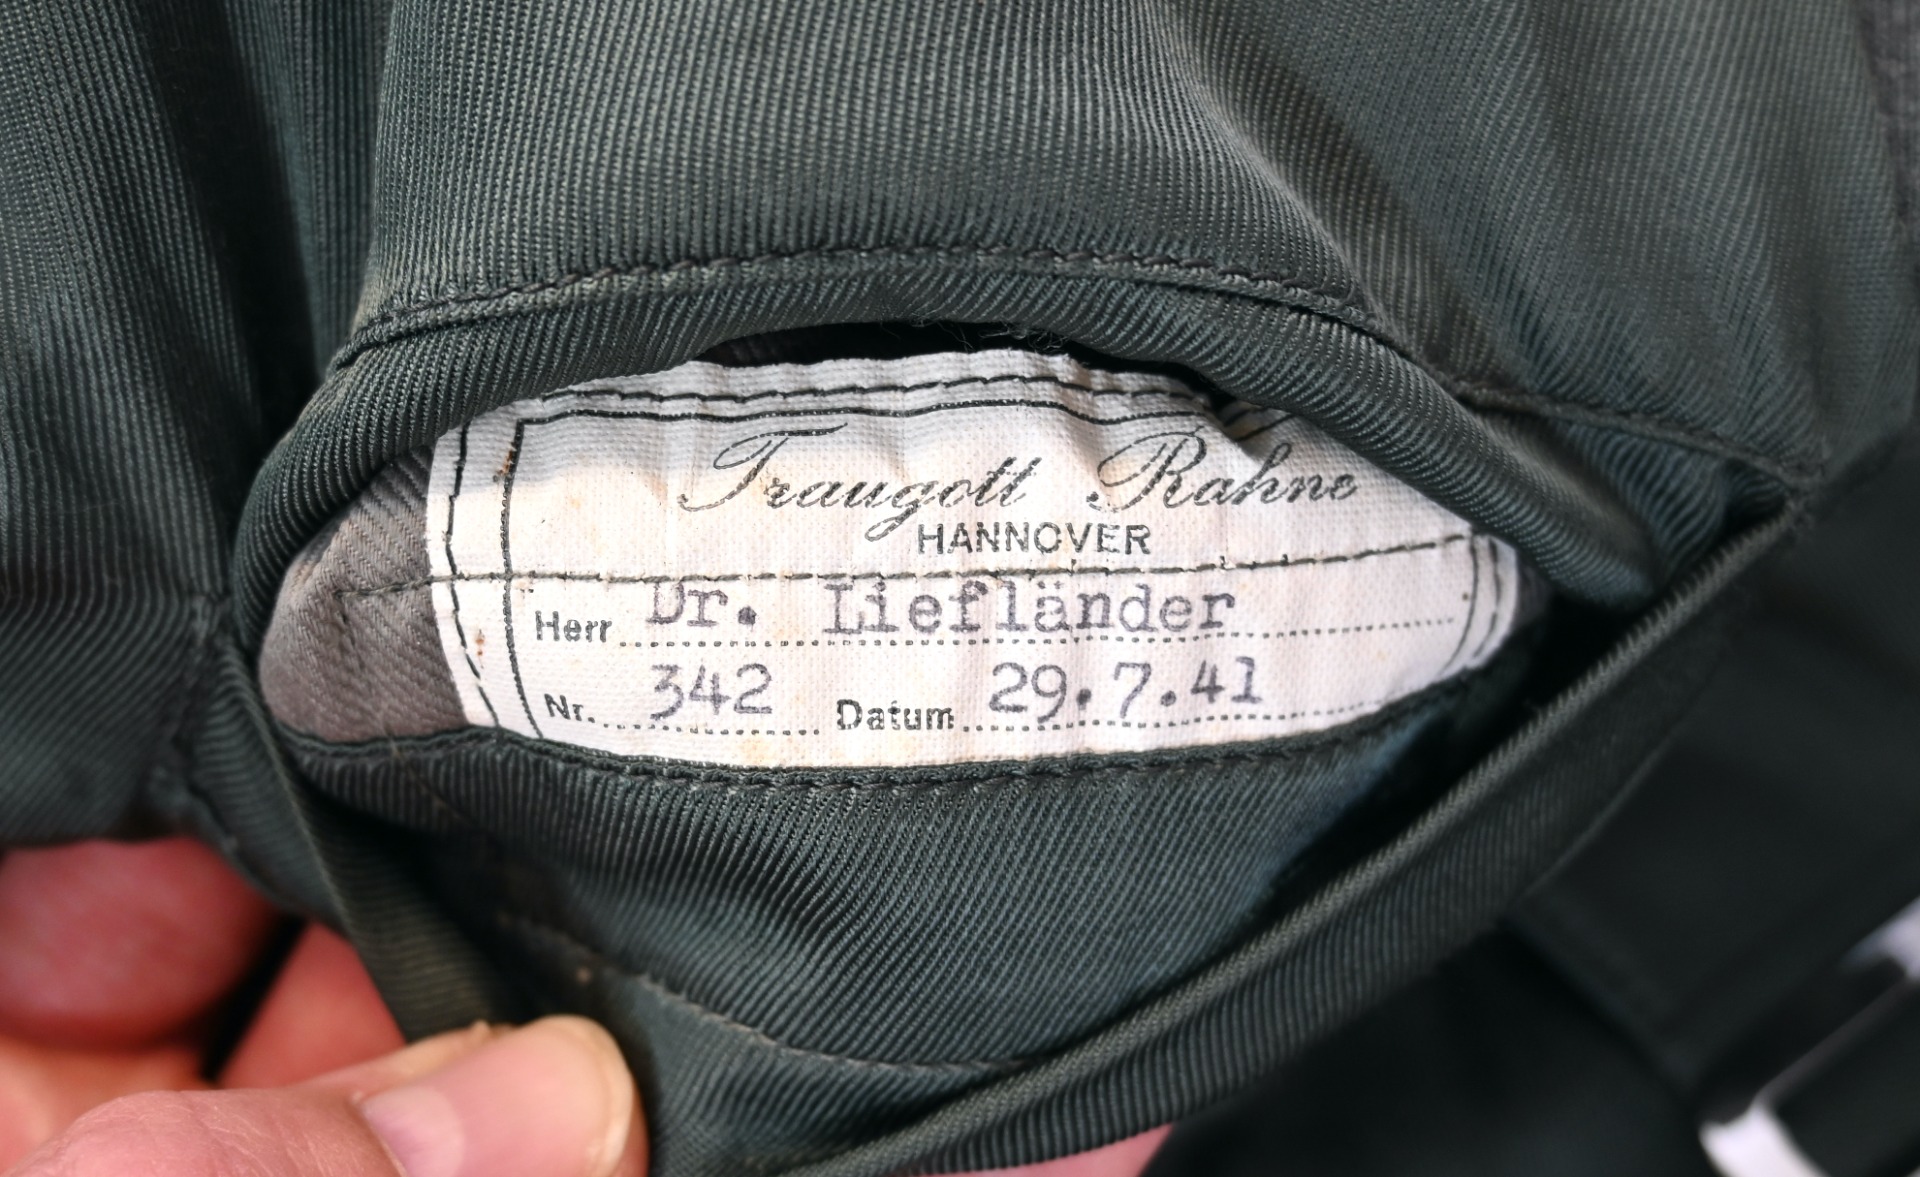 Traugott Rahne
HANNOVER
Herr Dr. Liefländer
Nr. 342 Datum 29.7.41